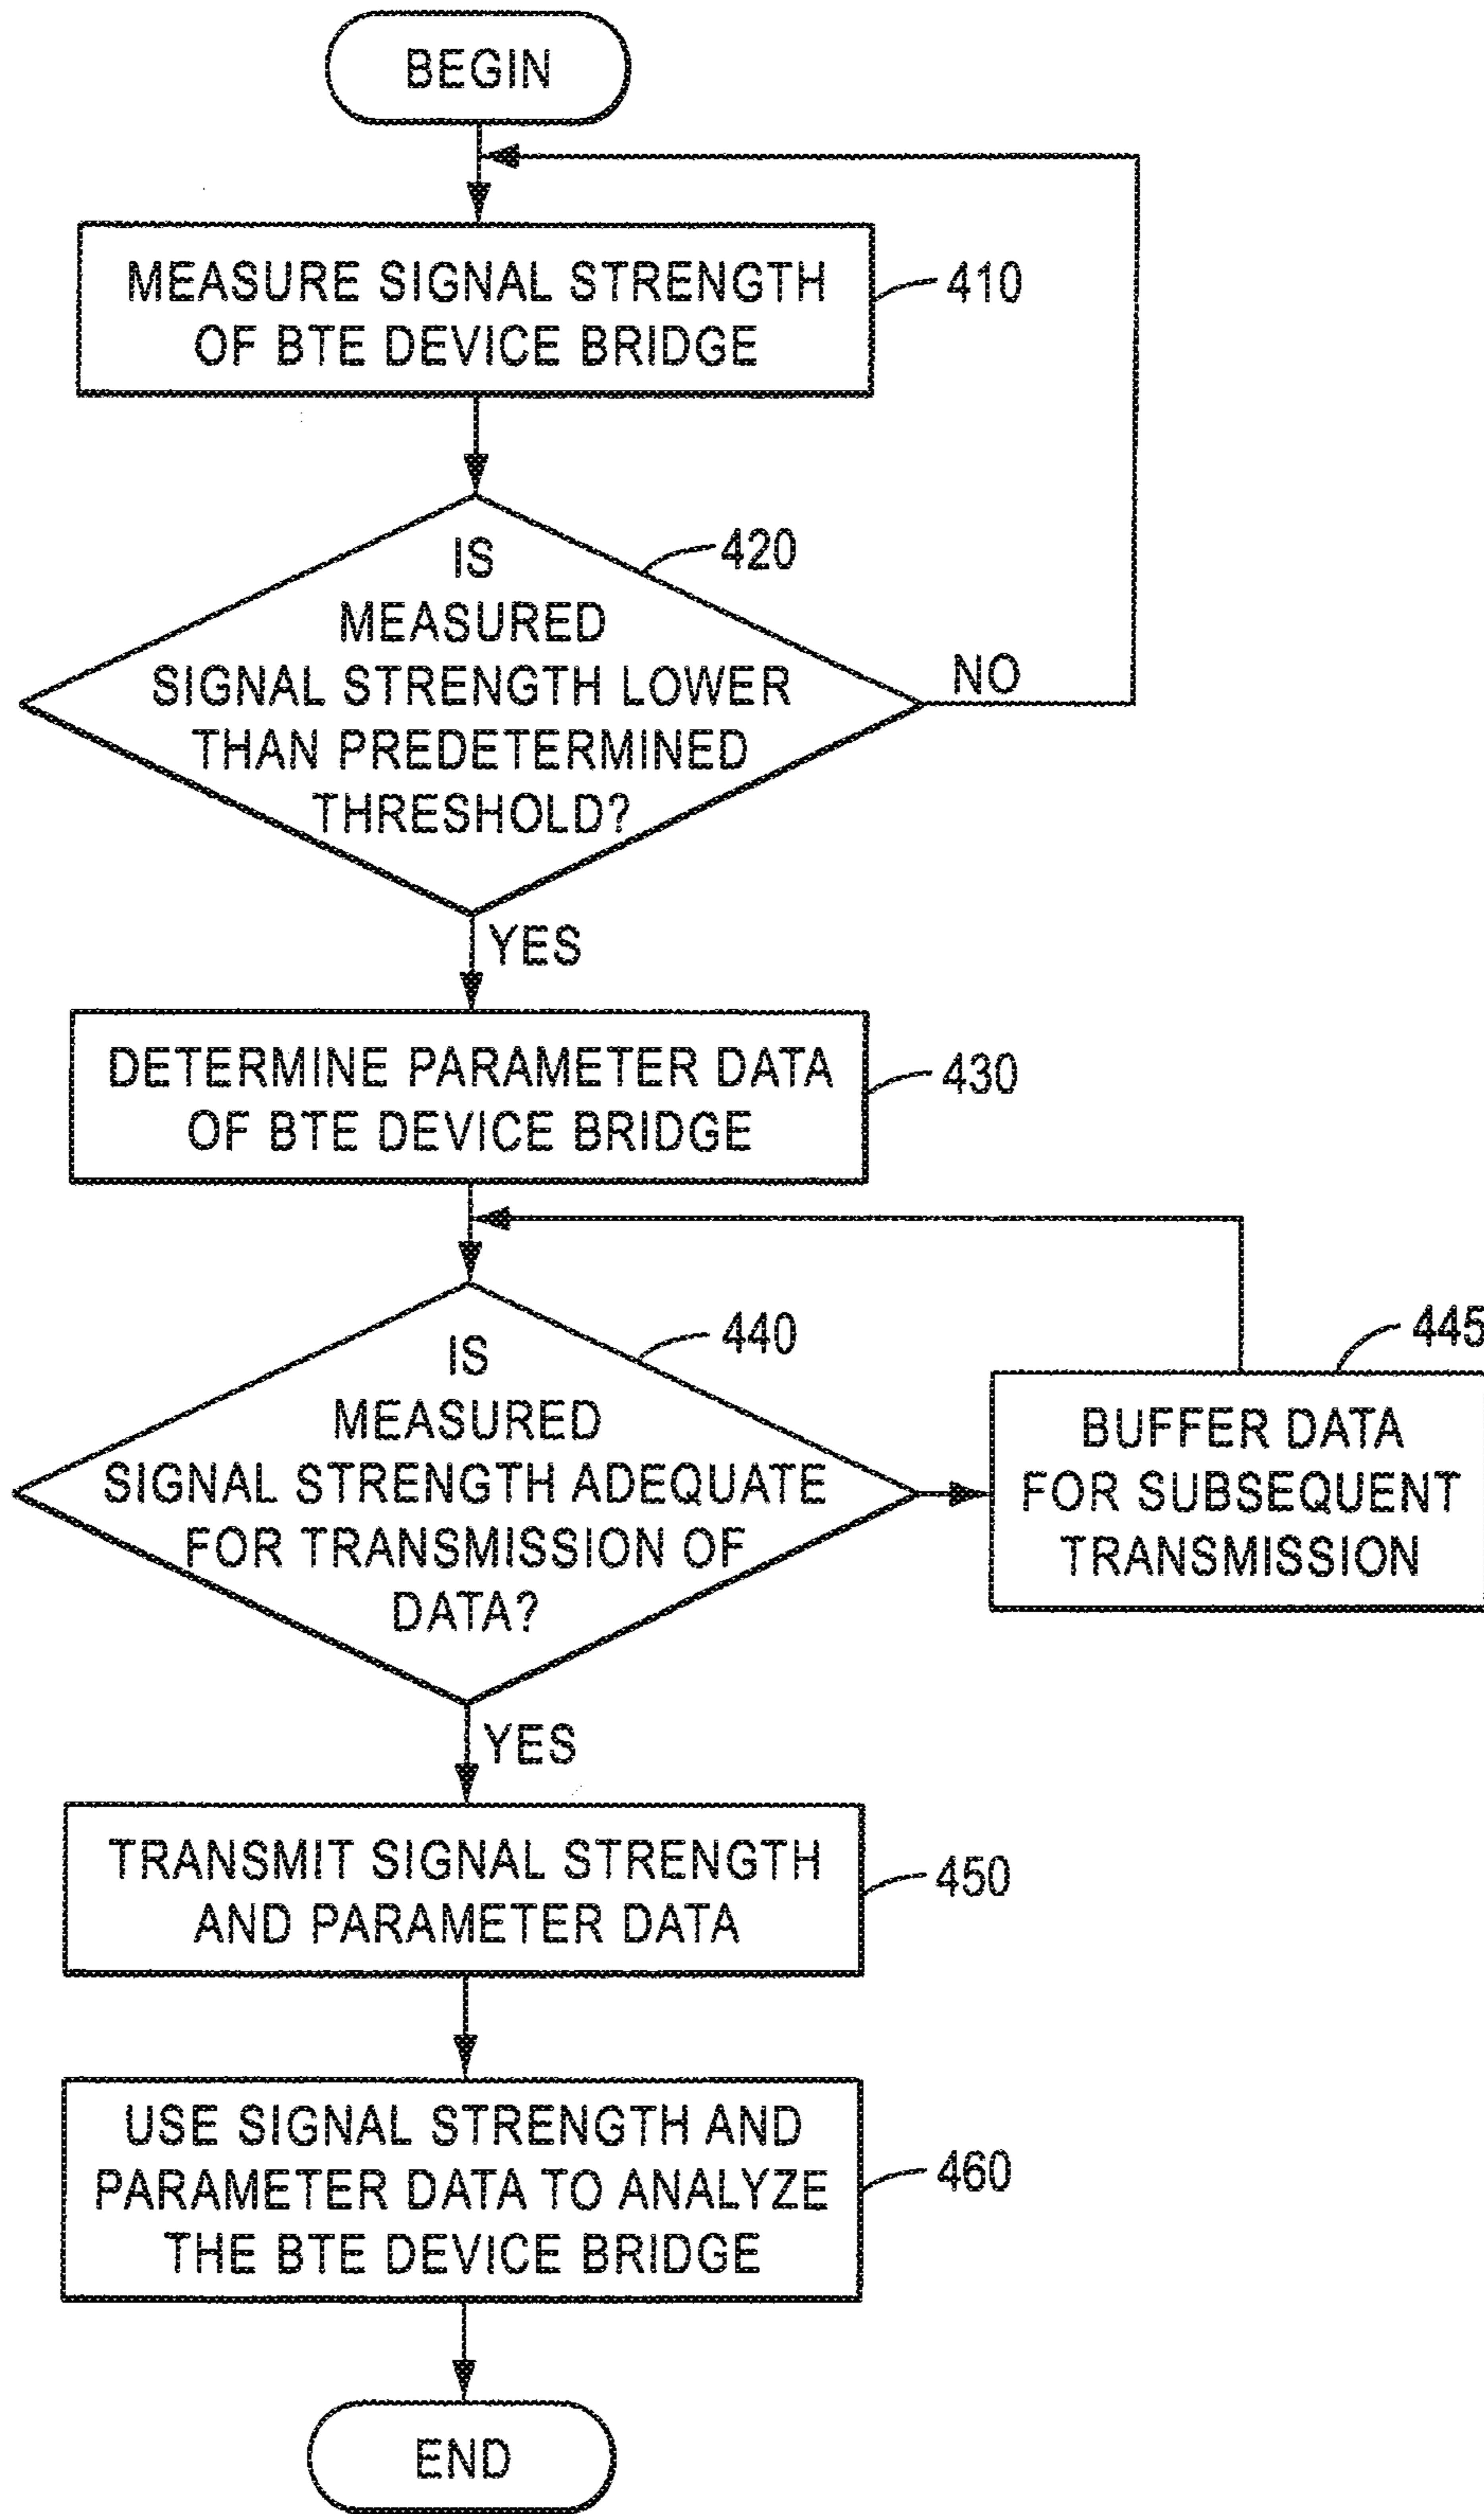 BEGIN
MEASURE SIGNAL STRENGTH
OF BTE DEVICE BRIDGE
410
IS
MEASURED
SIGNAL STRENGTH LOWER
THAN PREDETERMINED
THRESHOLD?
420
NO
YES
DETERMINE PARAMETER DATA
OF BTE DEVICE BRIDGE
430
IS
MEASURED
SIGNAL STRENGTH ADEQUATE
FOR TRANSMISSION OF
DATA?
440
445
BUFFER DATA
FOR SUBSEQUENT
TRANSMISSION
YES
TRANSMIT SIGNAL STRENGTH
AND PARAMETER DATA
450
USE SIGNAL STRENGTH AND
PARAMETER DATA TO ANALYZE
THE BTE DEVICE BRIDGE
460
END